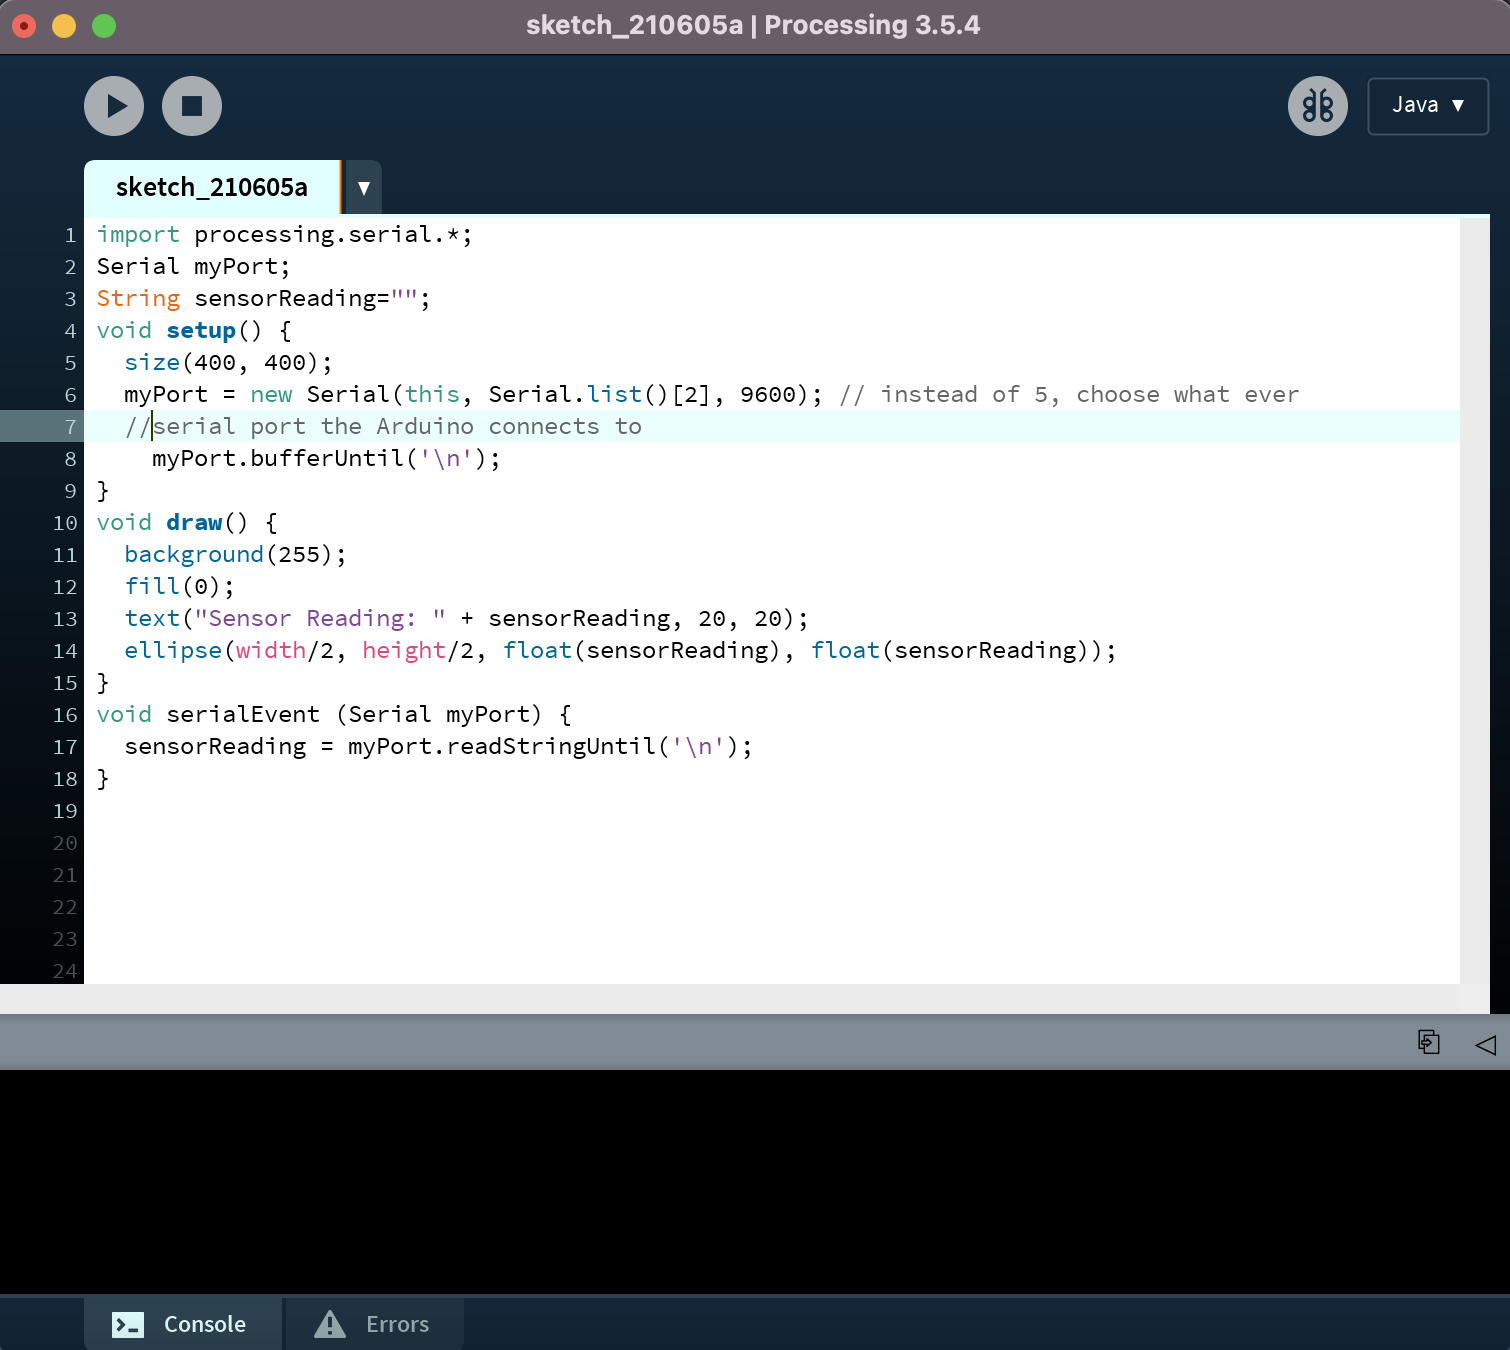 sketch_210605a | Processing 3.5.4
Java ▼
sketch_210605a ▼
1 import processing.serial.*;
2 Serial myPort;
3 String sensorReading="";
4 void setup() {
5   size(400, 400);
6   myPort = new Serial(this, Serial.list()[2], 9600); // instead of 5, choose what ever
7   //serial port the Arduino connects to
8     myPort.bufferUntil('\n');
9 }
10 void draw() {
11   background(255);
12   fill(0);
13   text("Sensor Reading: " + sensorReading, 20, 20);
14   ellipse(width/2, height/2, float(sensorReading), float(sensorReading));
15 }
16 void serialEvent (Serial myPort) {
17   sensorReading = myPort.readStringUntil('\n');
18 }
19
20
21
22
23
24
Console
Errors